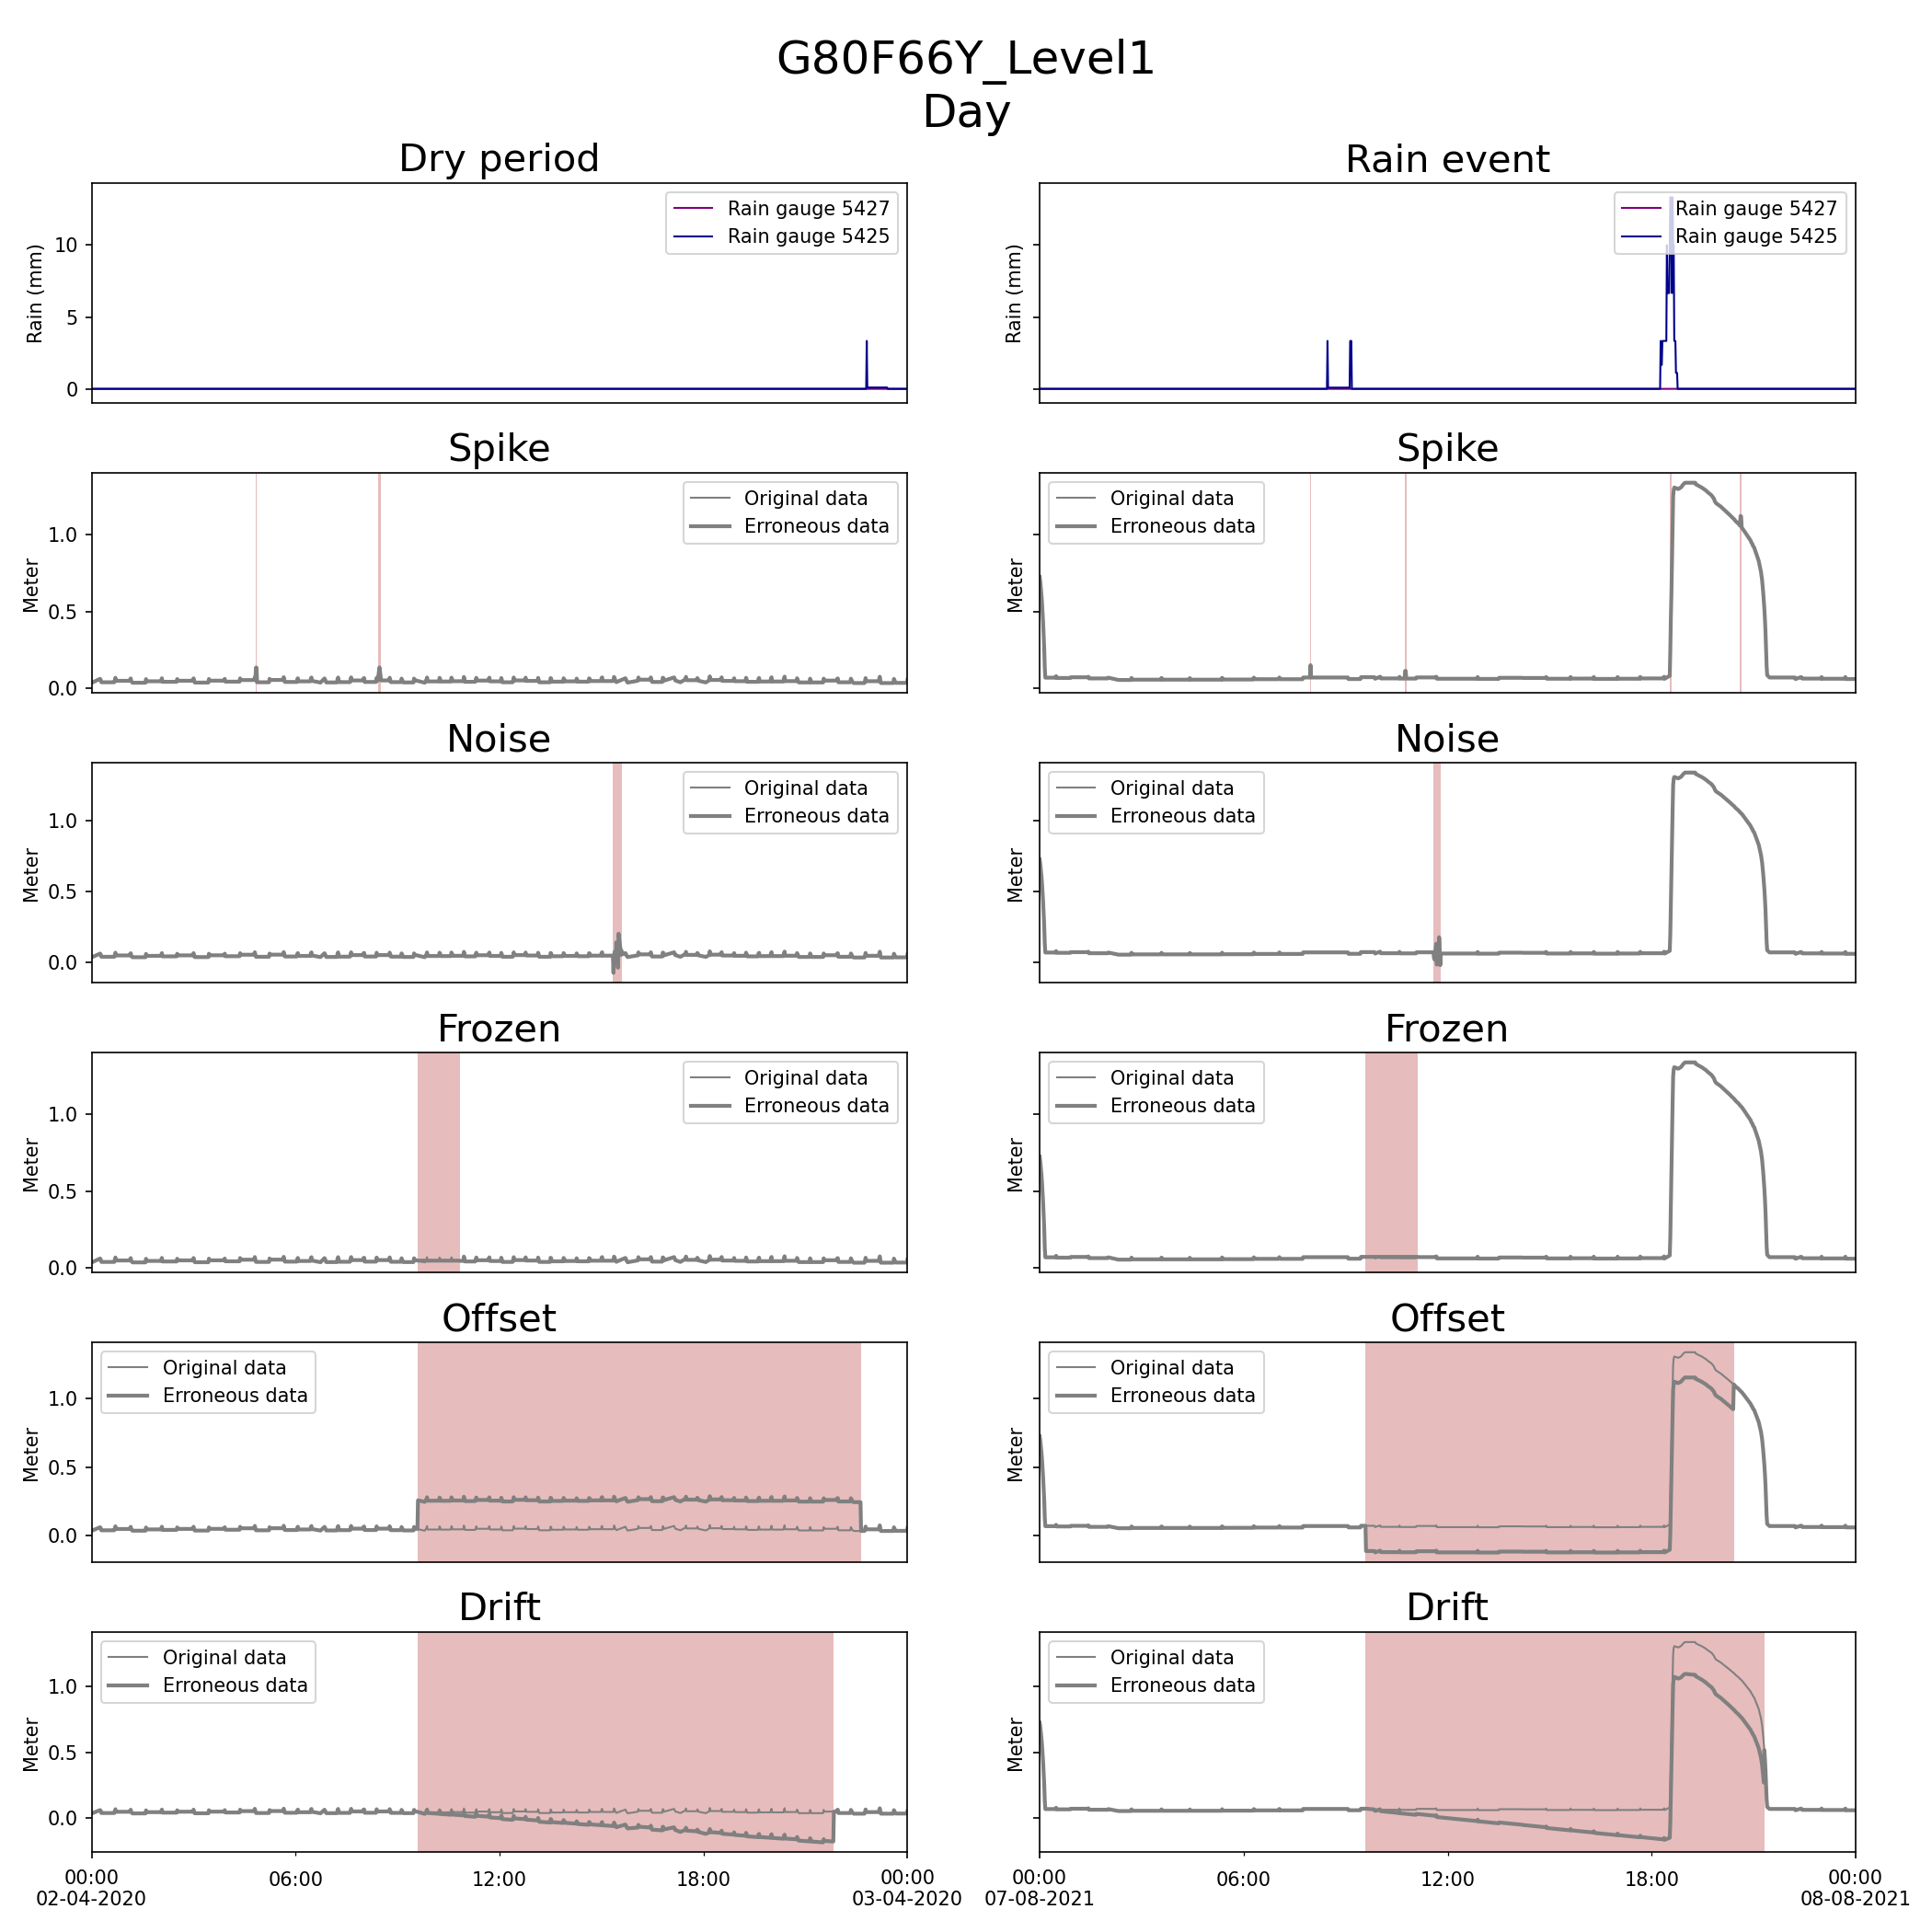 G80F66Y_Level1
Day
Dry period
Rain event
Rain (mm)
10
5
0
Rain gauge 5427
Rain gauge 5425
Rain (mm)
Rain gauge 5427
Rain gauge 5425
Spike
Spike
Meter
1.0
0.5
0.0
Original data
Erroneous data
Meter
Original data
Erroneous data
Noise
Noise
Meter
1.0
0.5
0.0
Original data
Erroneous data
Meter
Original data
Erroneous data
Frozen
Frozen
Meter
1.0
0.5
0.0
Original data
Erroneous data
Meter
Original data
Erroneous data
Offset
Offset
Meter
1.0
0.5
0.0
Original data
Erroneous data
Meter
Original data
Erroneous data
Drift
Drift
Meter
1.0
0.5
0.0
Original data
Erroneous data
Meter
Original data
Erroneous data
00:00
02-04-2020
06:00
12:00
18:00
00:00
03-04-2020
00:00
07-08-2021
06:00
12:00
18:00
00:00
08-08-2021